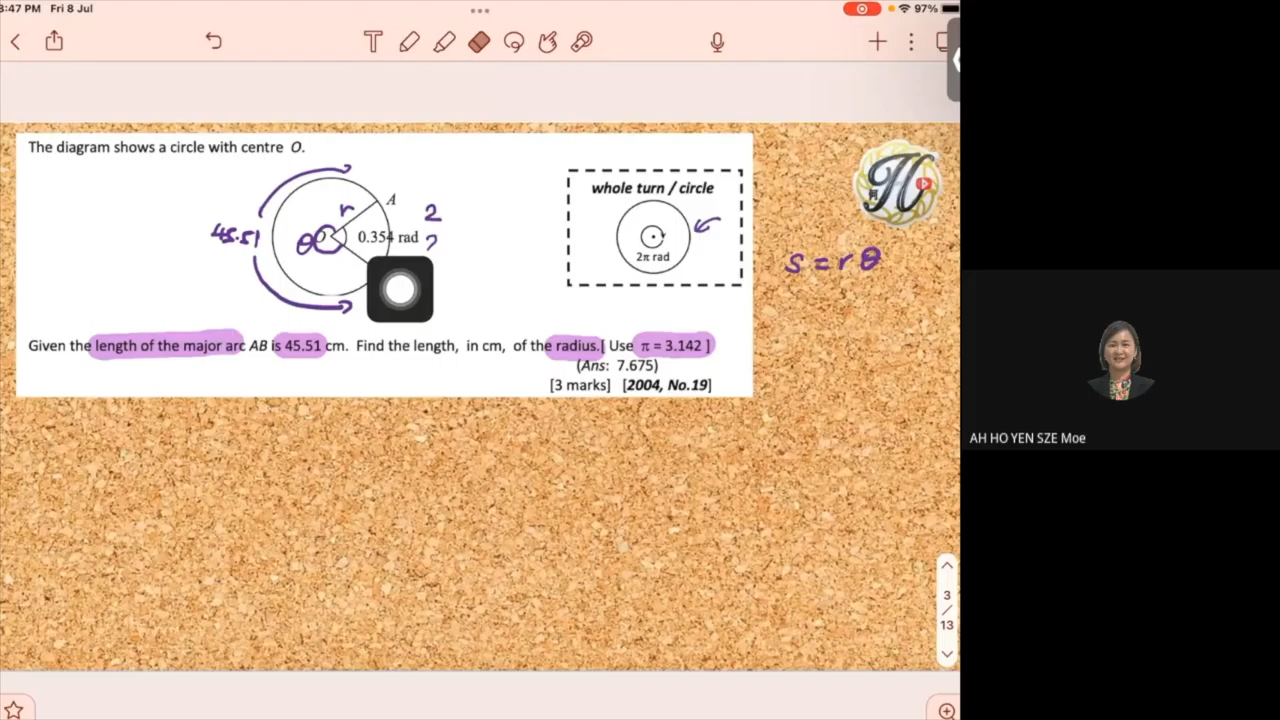 3:47 PM Fri 8 Jul
97%
The diagram shows a circle with centre O.
A
r
2
45.51
θ
0.354 rad
?
whole turn / circle
2π rad
s = rθ
Given the length of the major arc AB is 45.51 cm. Find the length, in cm, of the radius.[ Use π = 3.142 ]
(Ans: 7.675)
[3 marks] [2004, No.19]
AH HO YEN SZE Moe
3
/
13